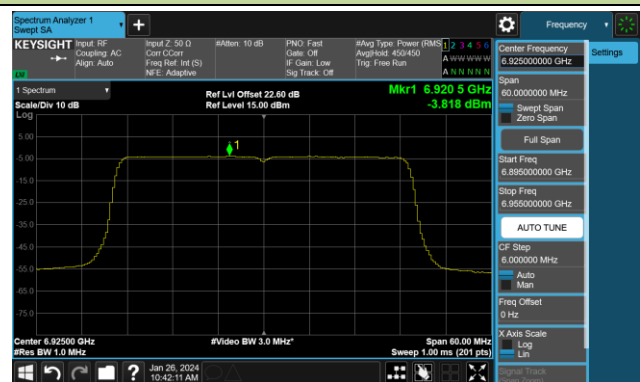 Spectrum Analyzer 1
Swept SA
+
Frequency
KEYSIGHT
Input: RF
Coupling: AC
Align: Auto
Input Z: 50 Ω
Corr CCorr
Freq Ref: Int (S)
NFE: Adaptive
#Atten: 10 dB
PNO: Fast
Gate: Off
IF Gain: Low
Sig Track: Off
#Avg Type: Power (RMS
Avg|Hold: 450/450
Trig: Free Run
1 2 3 4 5 6
A W W W W W
A N N N N N
LW
1 Spectrum
Scale/Div 10 dB
Log
Ref Lvl Offset 22.60 dB
Ref Level 15.00 dBm
Mkr1 6.920 5 GHz
-3.818 dBm
1
5.00
-5.00
-15.0
-25.0
-35.0
-45.0
-55.0
-65.0
-75.0
Center 6.92500 GHz
#Res BW 1.0 MHz
#Video BW 3.0 MHz*
Span 60.00 MHz
Sweep 1.00 ms (201 pts)
Jan 26, 2024
10:42:11 AM
?
Center Frequency
6.925000000 GHz
Span
60.0000000 MHz
Swept Span
Zero Span
Full Span
Start Freq
6.895000000 GHz
Stop Freq
6.955000000 GHz
AUTO TUNE
CF Step
6.000000 MHz
Auto
Man
Freq Offset
0 Hz
X Axis Scale
Log
Lin
Signal Track
Settings